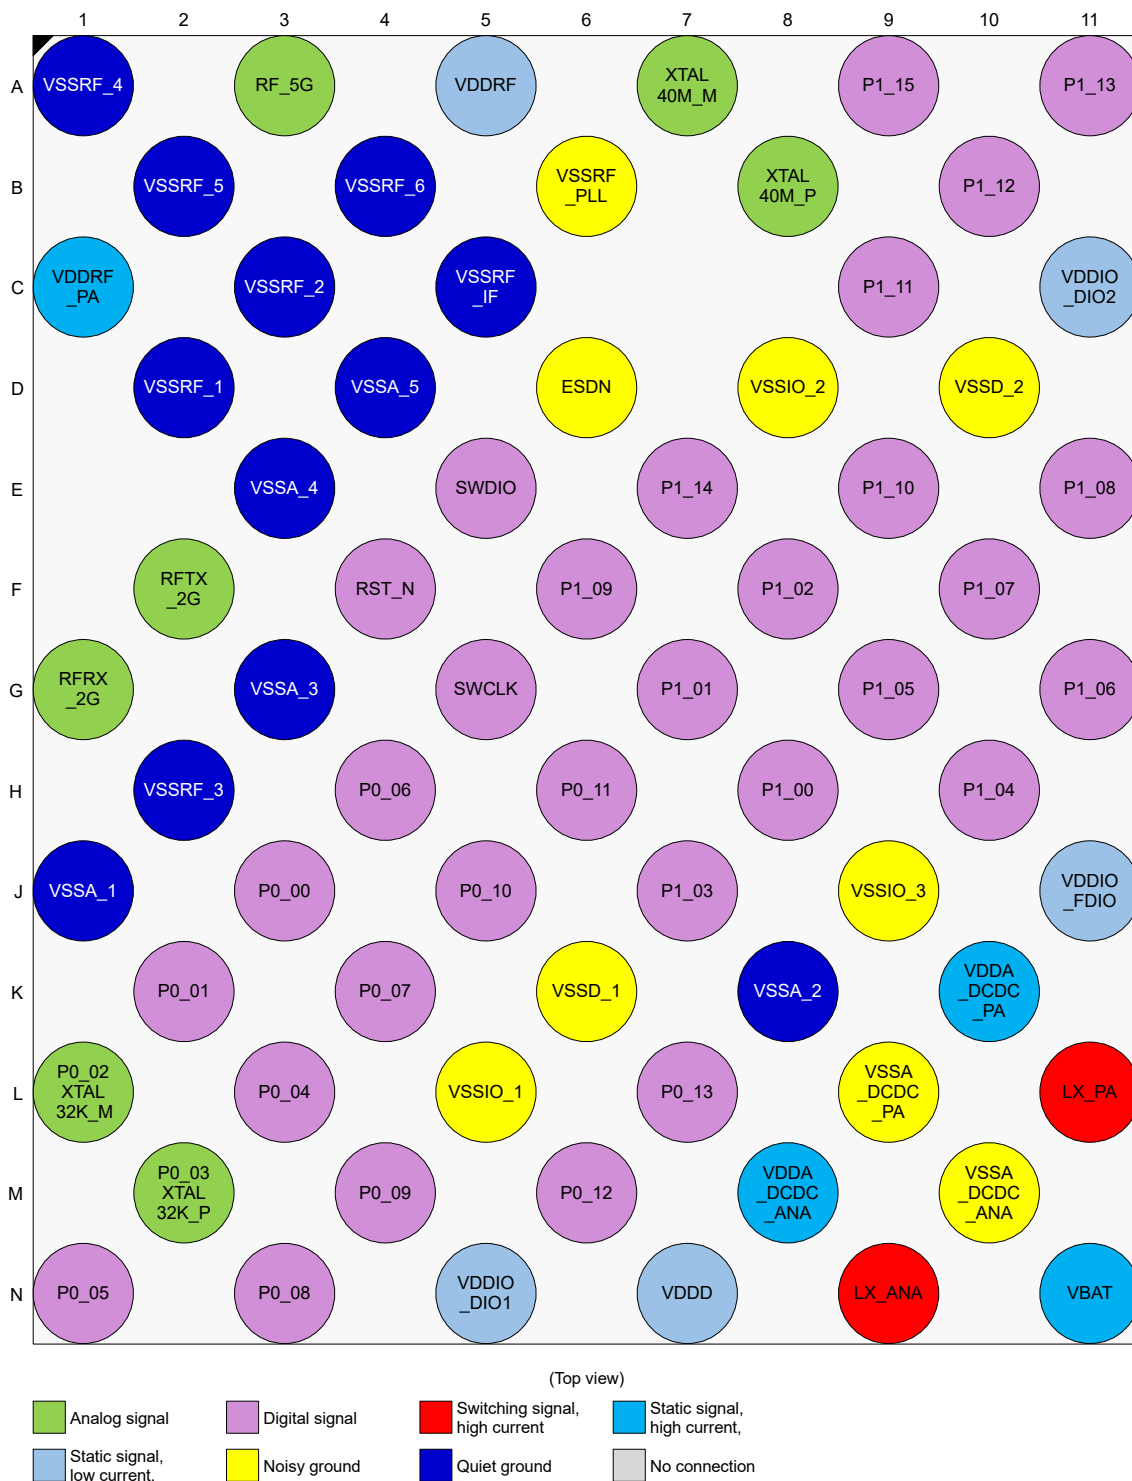 1 2 3 4 5 6 7 8 9 10 11
A VSSRF_4 RF_5G VDDRF XTAL P1_15 P1_13
40M_M
B VSSRF_5 VSSRF_6 VSSRF XTAL P1_12
_PLL 40M_P
C VDDRF VSSRF_2 VSSRF P1_11 VDDIO
_PA _IF _DIO2
D VSSRF_1 VSSA_5 ESDN VSSIO_2 VSSD_2
E VSSA_4 SWDIO P1_14 P1_10 P1_08
F RFTX RST_N P1_09 P1_02 P1_07
_2G
G RFRX VSSA_3 SWCLK P1_01 P1_05 P1_06
_2G
H VSSRF_3 P0_06 P0_11 P1_00 P1_04
J VSSA_1 P0_00 P0_10 P1_03 VSSIO_3 VDDIO
_FDIO
K P0_01 P0_07 VSSD_1 VSSA_2 VDDA
_DCDC
_PA
L P0_02 P0_04 VSSIO_1 P0_13 VSSA LX_PA
XTAL _DCDC
32K_M _PA
M P0_03 P0_09 P0_12 VDDA VSSA
XTAL _DCDC _DCDC
32K_P _ANA _ANA
N P0_05 P0_08 VDDIO VDDD LX_ANA VBAT
_DIO1
(Top view)
Analog signal Digital signal Switching signal, Static signal,
high current high current,
Static signal, Noisy ground Quiet ground No connection
low current,